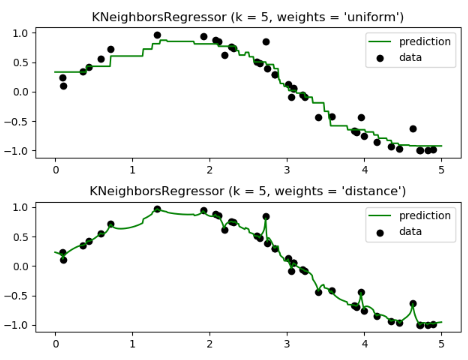 KNeighborsRegressor (k = 5, weights = 'uniform')
1.0
0.5
0.0
−0.5
−1.0
prediction
data
0 1 2 3 4 5
KNeighborsRegressor (k = 5, weights = 'distance')
1.0
0.5
0.0
−0.5
−1.0
prediction
data
0 1 2 3 4 5